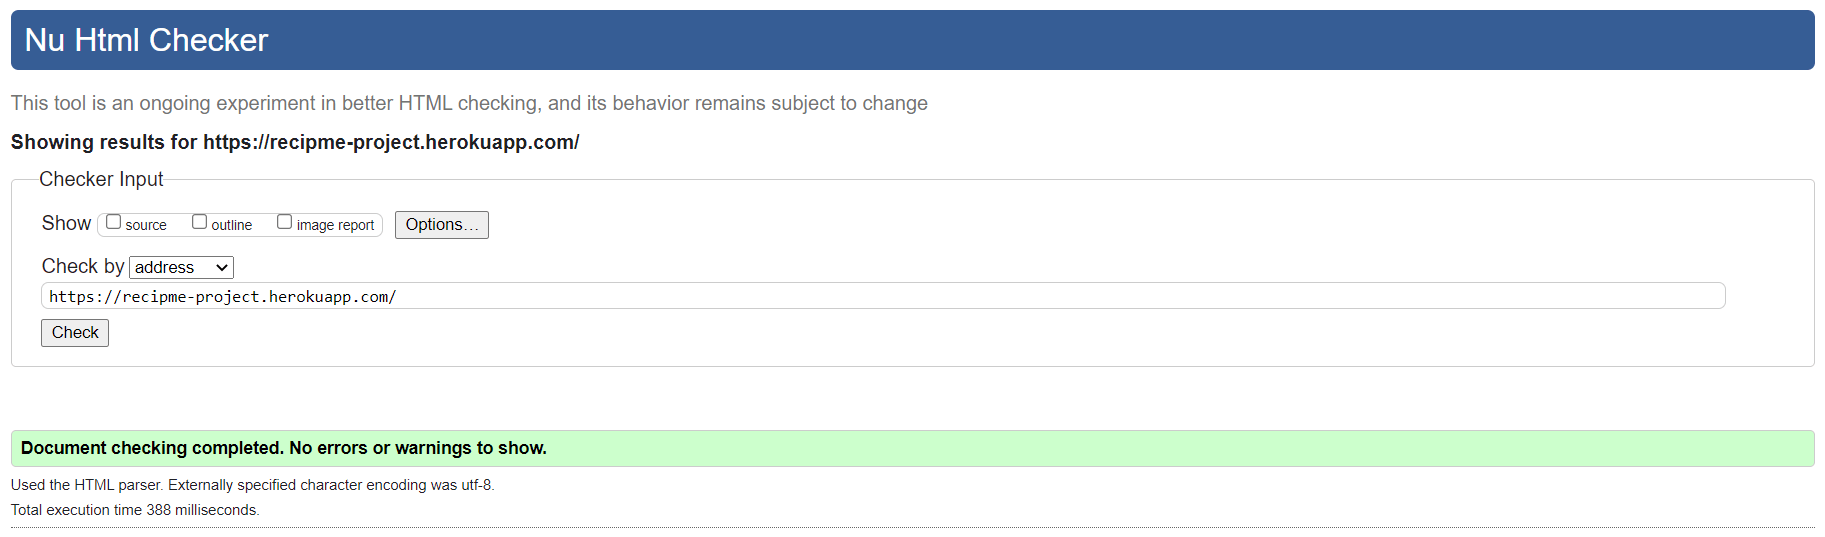 Nu Html Checker
This tool is an ongoing experiment in better HTML checking, and its behavior remains subject to change
Showing results for https://recipme-project.herokuapp.com/
Checker Input
Show source outline image report Options…
Check by address
https://recipme-project.herokuapp.com/
Check
Document checking completed. No errors or warnings to show.
Used the HTML parser. Externally specified character encoding was utf-8.
Total execution time 388 milliseconds.